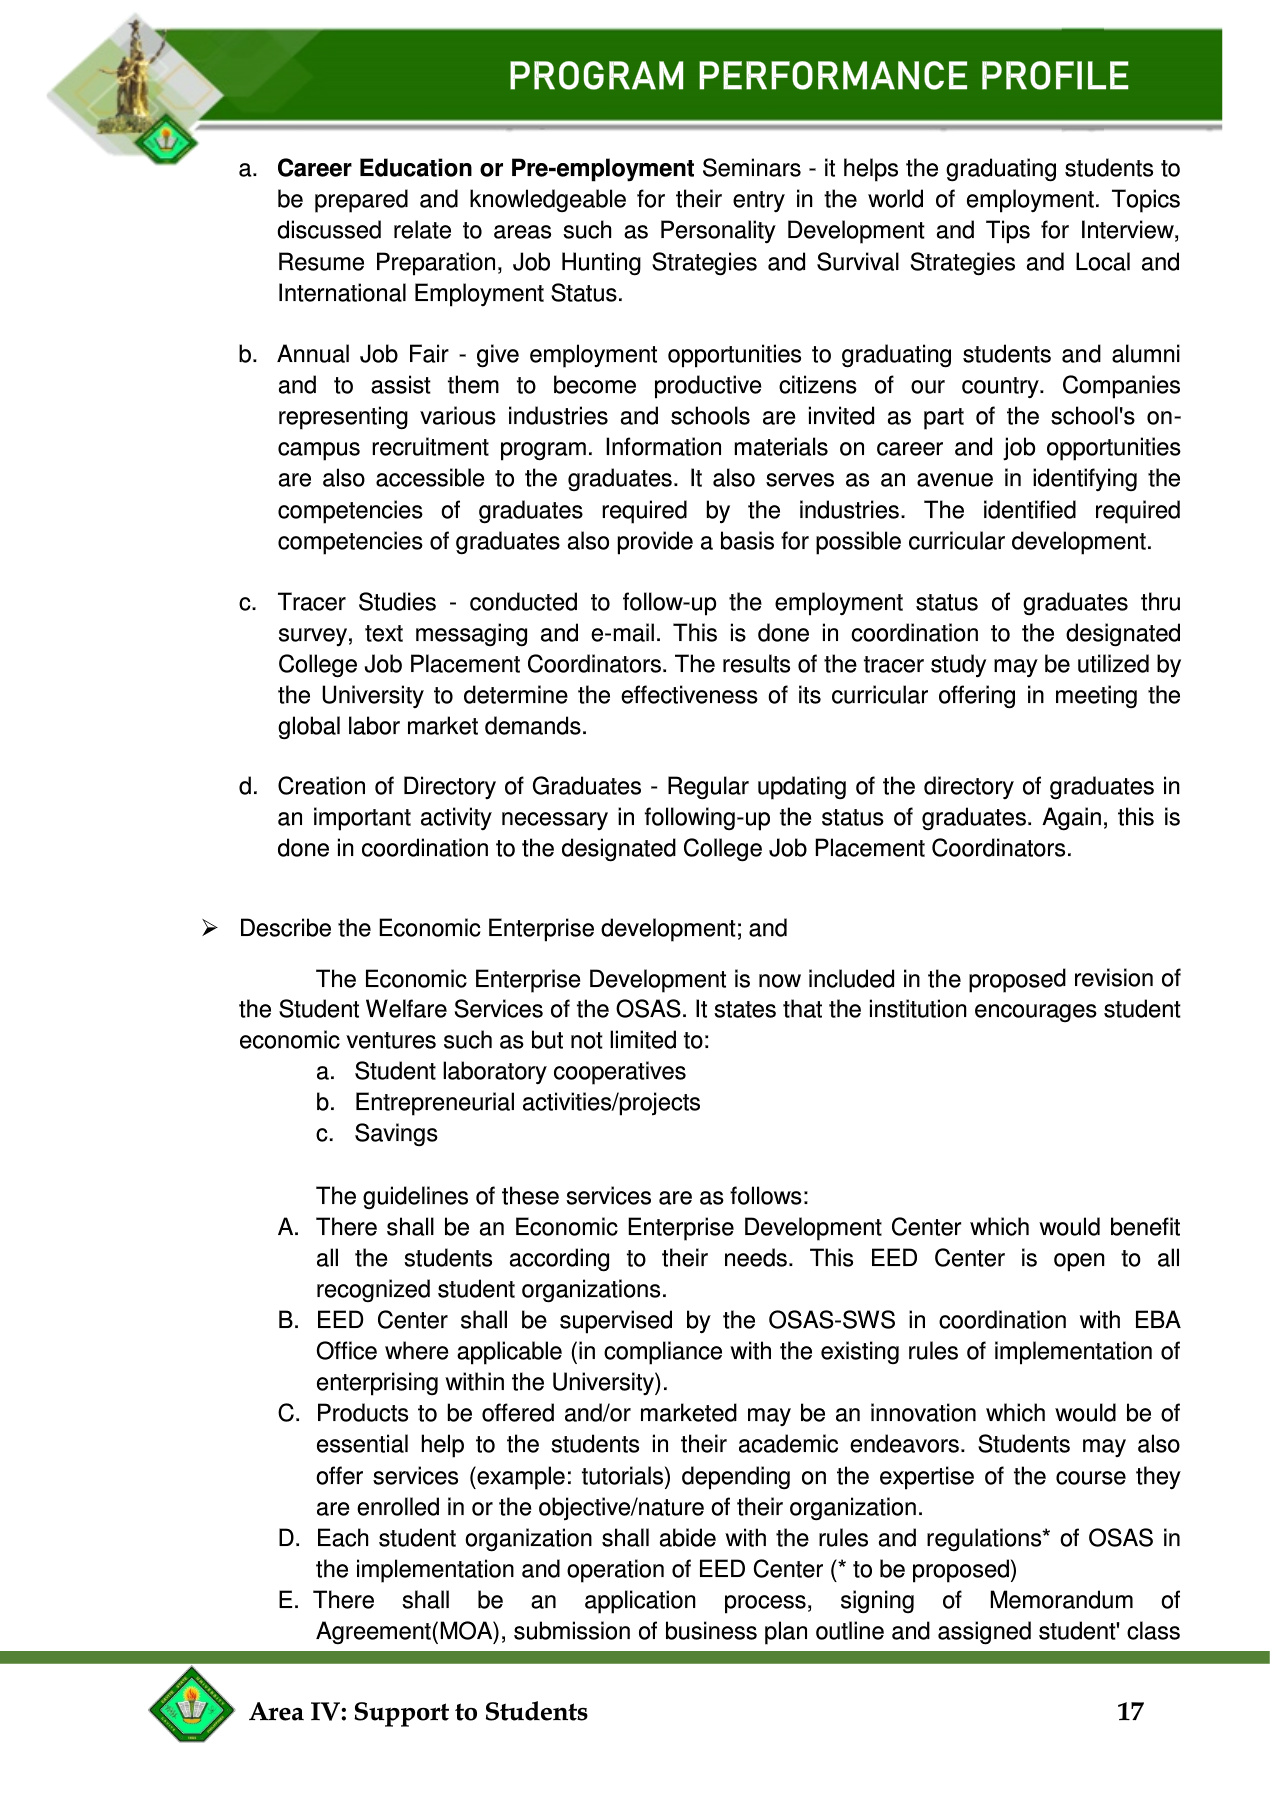 PROGRAM PERFORMANCE PROFILE
a. Career Education or Pre-employment Seminars - it helps the graduating students to
be prepared and knowledgeable for their entry in the world of employment. Topics
discussed relate to areas such as Personality Development and Tips for Interview,
Resume Preparation, Job Hunting Strategies and Survival Strategies and Local and
International Employment Status.
b. Annual Job Fair - give employment opportunities to graduating students and alumni
and to assist them to become productive citizens of our country. Companies
representing various industries and schools are invited as part of the school's on-
campus recruitment program. Information materials on career and job opportunities
are also accessible to the graduates. It also serves as an avenue in identifying the
competencies of graduates required by the industries. The identified required
competencies of graduates also provide a basis for possible curricular development.
c. Tracer Studies - conducted to follow-up the employment status of graduates thru
survey, text messaging and e-mail. This is done in coordination to the designated
College Job Placement Coordinators. The results of the tracer study may be utilized by
the University to determine the effectiveness of its curricular offering in meeting the
global labor market demands.
d. Creation of Directory of Graduates - Regular updating of the directory of graduates in
an important activity necessary in following-up the status of graduates. Again, this is
done in coordination to the designated College Job Placement Coordinators.
➢ Describe the Economic Enterprise development; and
The Economic Enterprise Development is now included in the proposed revision of
the Student Welfare Services of the OSAS. It states that the institution encourages student
economic ventures such as but not limited to:
a. Student laboratory cooperatives
b. Entrepreneurial activities/projects
c. Savings
The guidelines of these services are as follows:
A. There shall be an Economic Enterprise Development Center which would benefit
all the students according to their needs. This EED Center is open to all
recognized student organizations.
B. EED Center shall be supervised by the OSAS-SWS in coordination with EBA
Office where applicable (in compliance with the existing rules of implementation of
enterprising within the University).
C. Products to be offered and/or marketed may be an innovation which would be of
essential help to the students in their academic endeavors. Students may also
offer services (example: tutorials) depending on the expertise of the course they
are enrolled in or the objective/nature of their organization.
D. Each student organization shall abide with the rules and regulations* of OSAS in
the implementation and operation of EED Center (* to be proposed)
E. There shall be an application process, signing of Memorandum of
Agreement(MOA), submission of business plan outline and assigned student' class
Area IV: Support to Students 17